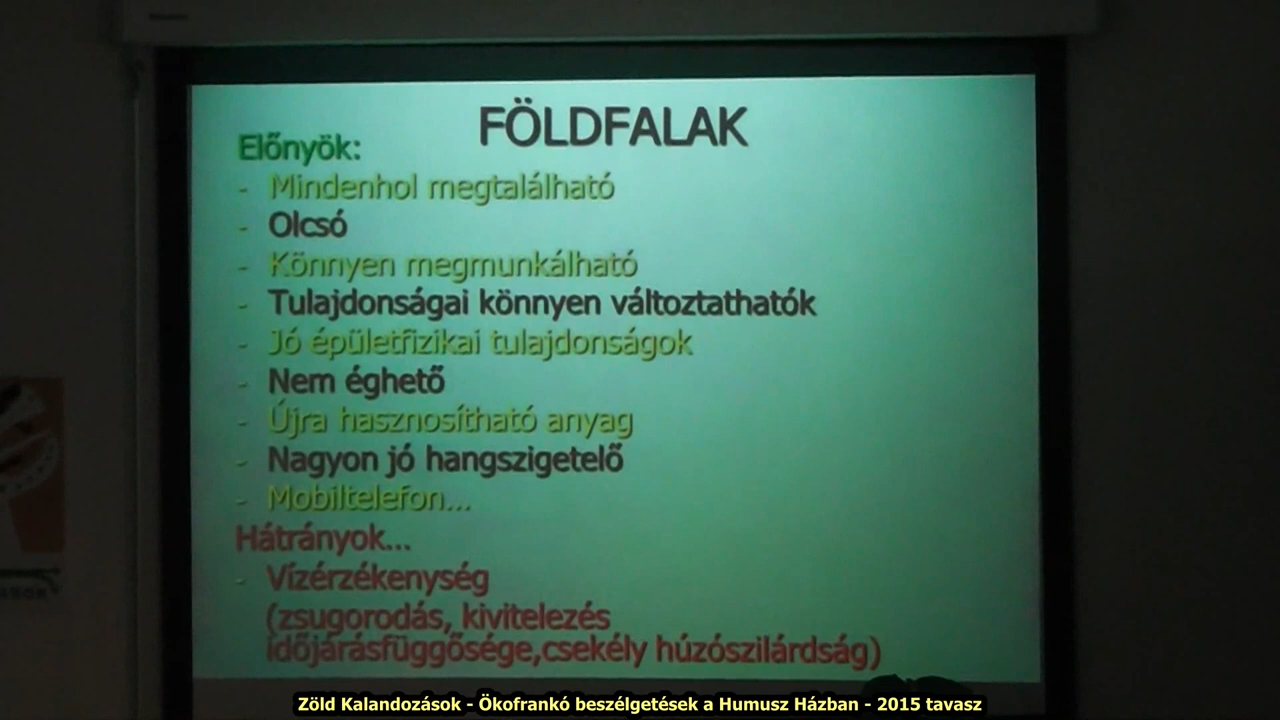 FÖLDFALAK
Előnyök:
- Mindenhol megtalálható
- Olcsó
- Könnyen megmunkálható
- Tulajdonságai könnyen változtathatók
- Jó épületfizikai tulajdonságok
- Nem éghető
- Újra hasznosítható anyag
- Nagyon jó hangszigetelő
- Mobiltelefon...
Hátrányok...
- Vízérzékenység
(zsugorodás, kivitelezés
időjárásfüggősége,csekély húzószilárdság)
Zöld Kalandozások - Ökofrankó beszélgetések a Humusz Házban - 2015 tavasz